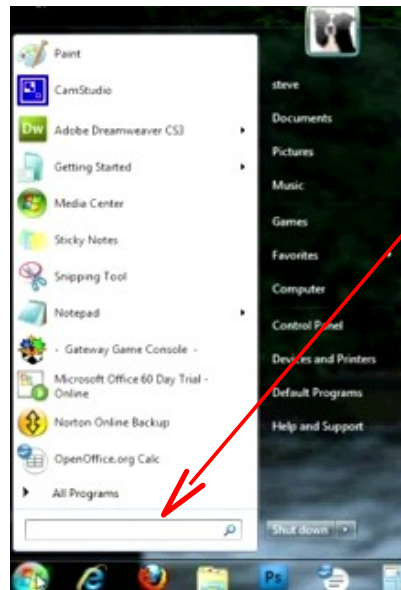 Paint
CamStudio
Dw Adobe Dreamweaver CS3
Getting Started
Media Center
Sticky Notes
Snipping Tool
Notepad
- Gateway Game Console -
Microsoft Office 60 Day Trial -
Online
Norton Online Backup
OpenOffice.org Calc
All Programs
steve
Documents
Pictures
Music
Games
Favorites
Computer
Control Panel
Devices and Printers
Default Programs
Help and Support
Shut down
Ps